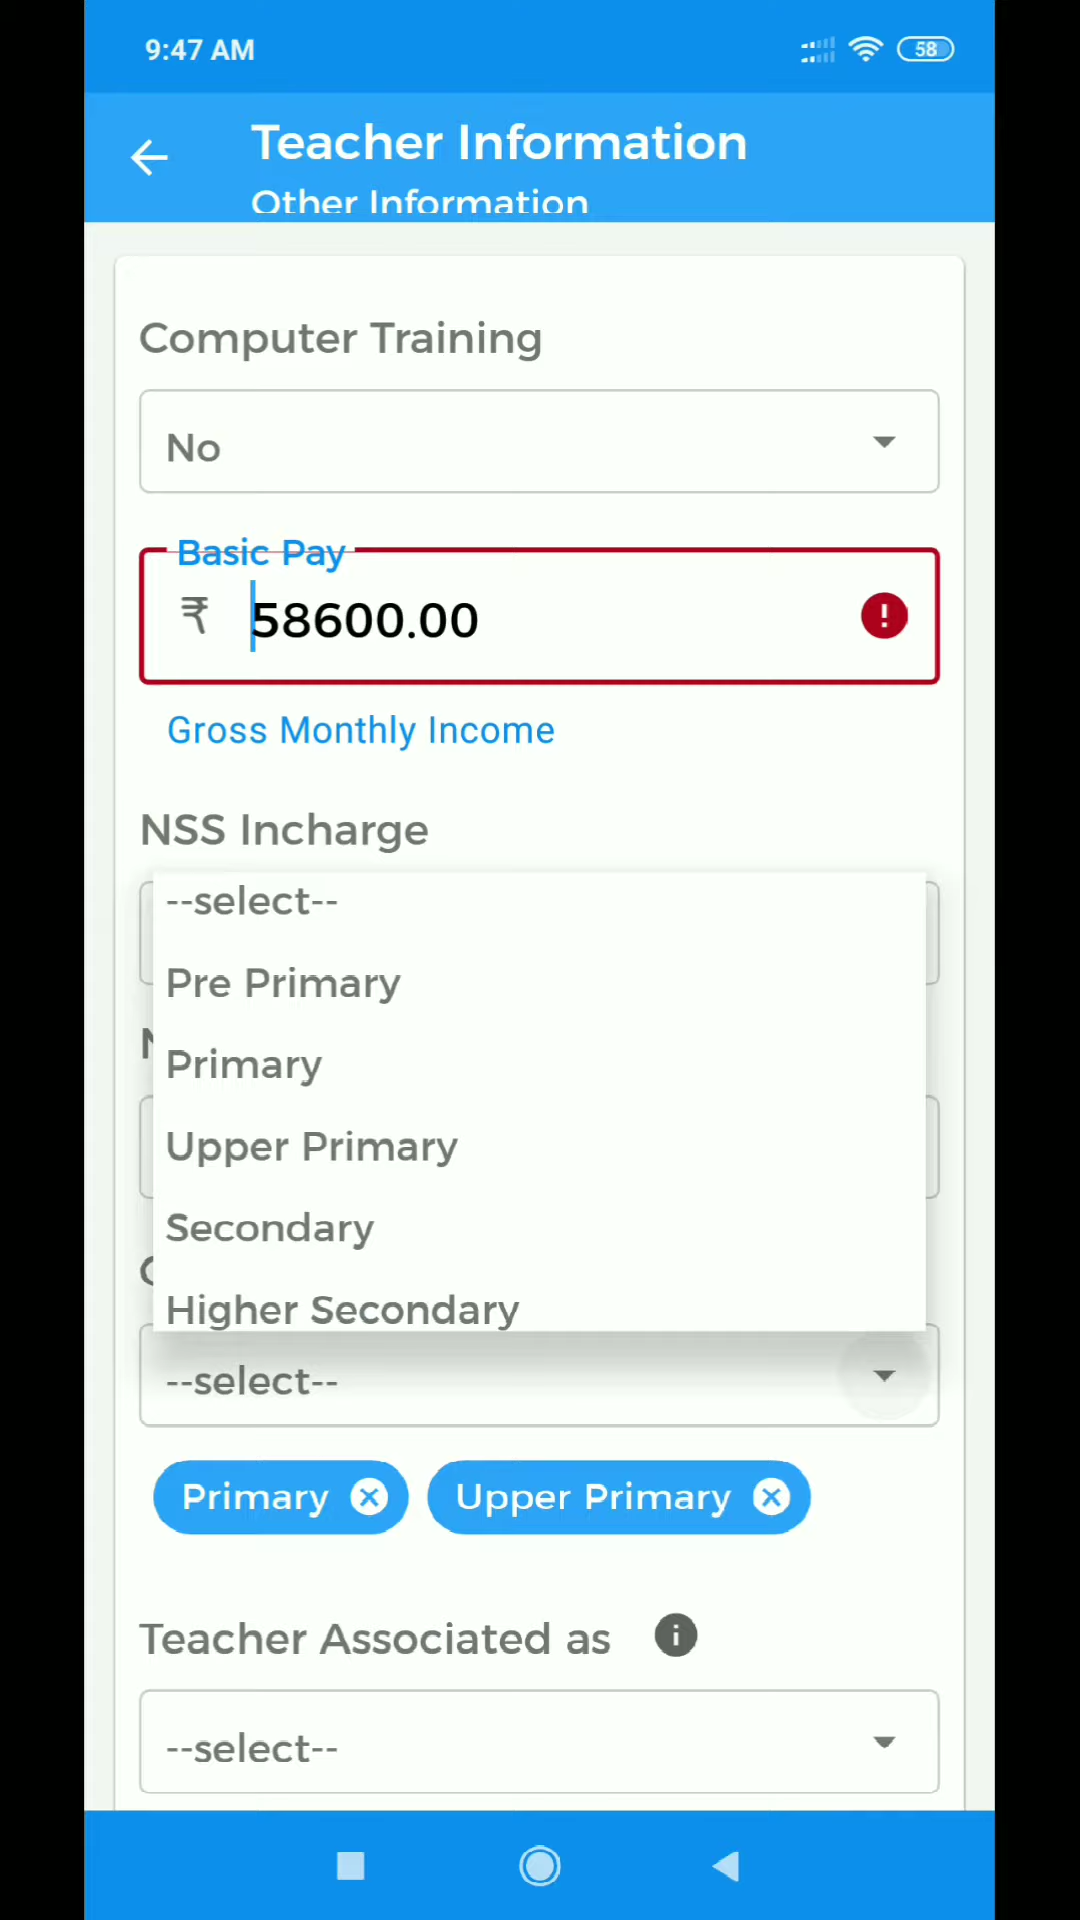 9:47 AM
58
Teacher Information
Other Information
Computer Training
No
Basic Pay
₹ 58600.00
Gross Monthly Income
NSS Incharge
--select--
Pre Primary
Primary
Upper Primary
Secondary
Higher Secondary
--select--
Primary Upper Primary
Teacher Associated as
--select--